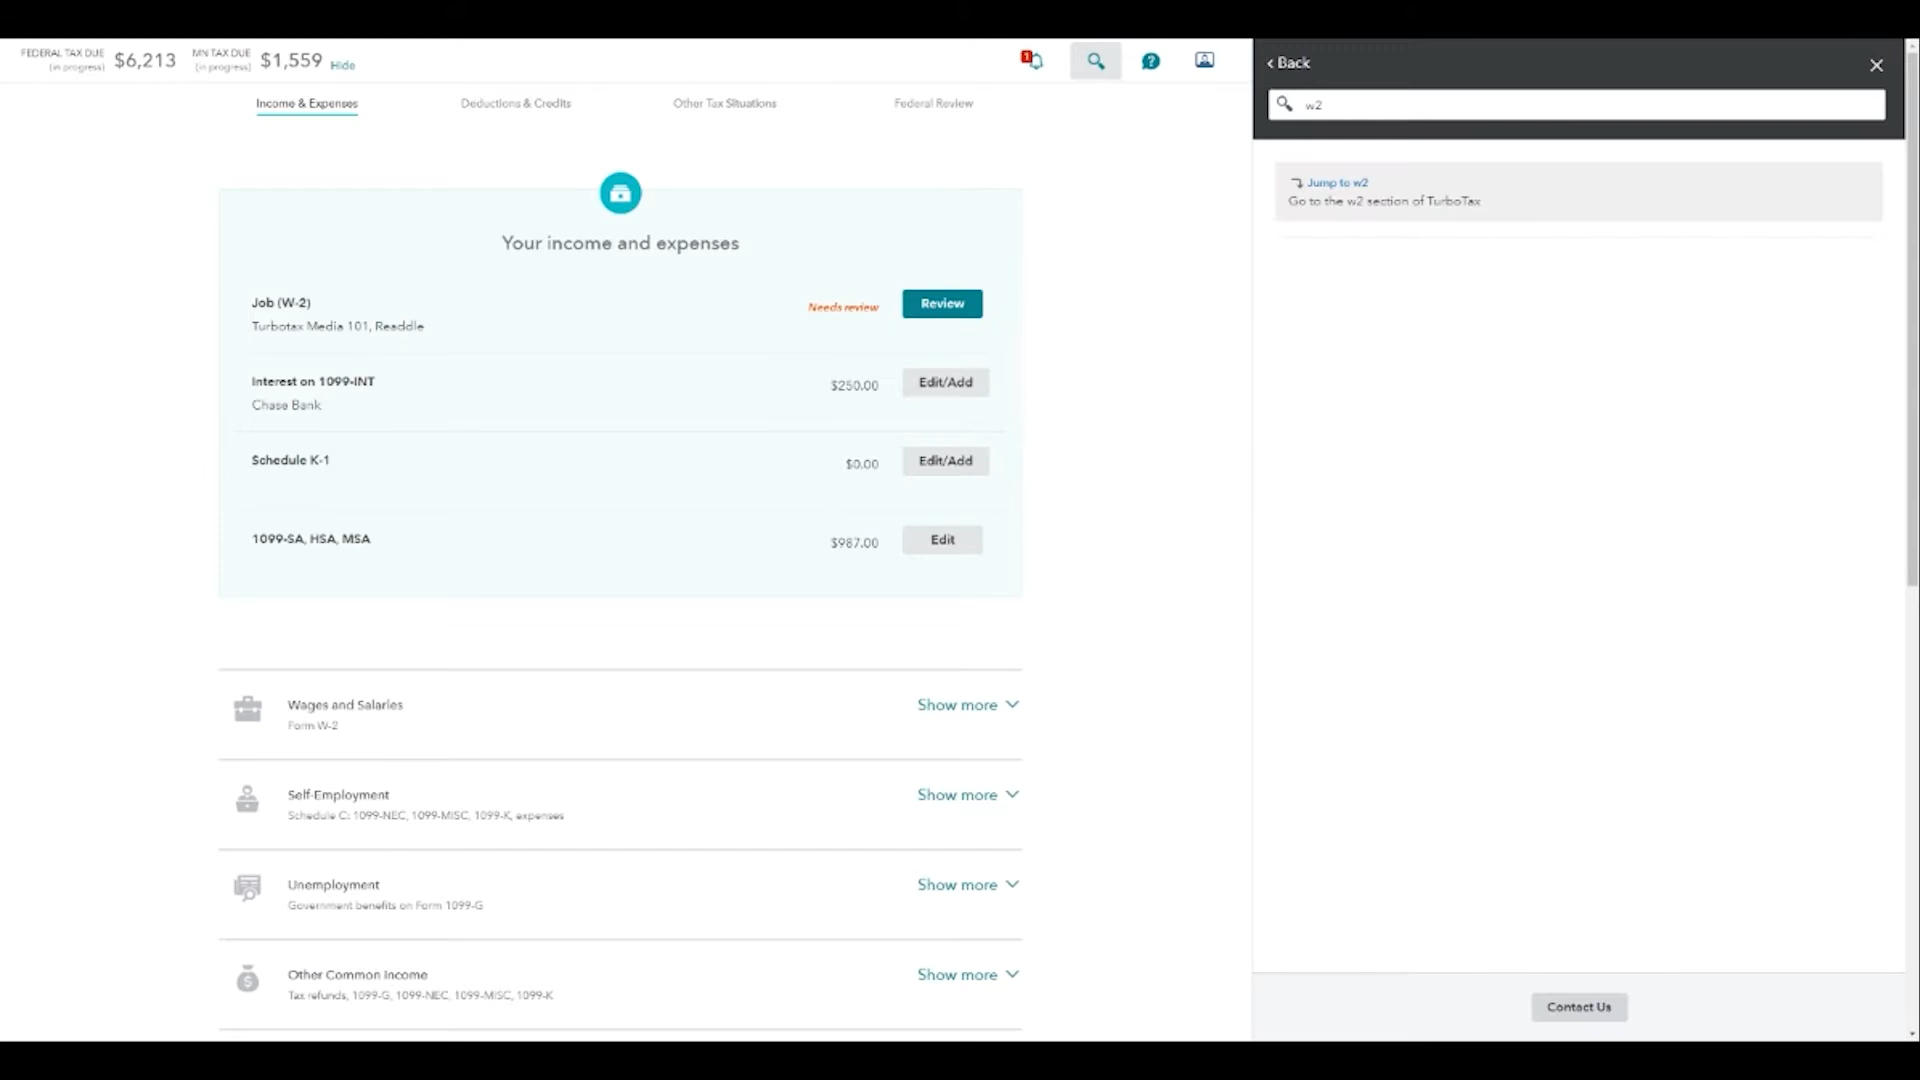 FEDERAL TAX DUE
(in progress)
$6,213
MN TAX DUE
(in progress)
$1,559
Hide
1
?
Income & Expenses
Deductions & Credits
Other Tax Situations
Federal Review
Your income and expenses
Job (W-2)
Turbotax Media 101, Readdle
Needs review
Review
Interest on 1099-INT
Chase Bank
$250.00
Edit/Add
Schedule K-1
$0.00
Edit/Add
1099-SA, HSA, MSA
$987.00
Edit
Wages and Salaries
Form W-2
Show more
Self-Employment
Schedule C: 1099-NEC, 1099-MISC, 1099-K, expenses
Show more
Unemployment
Government benefits on Form 1099-G
Show more
Other Common Income
Tax refunds, 1099-G, 1099-NEC, 1099-MISC, 1099-K
Show more
Back
w2
Jump to w2
Go to the w2 section of TurboTax
Contact Us